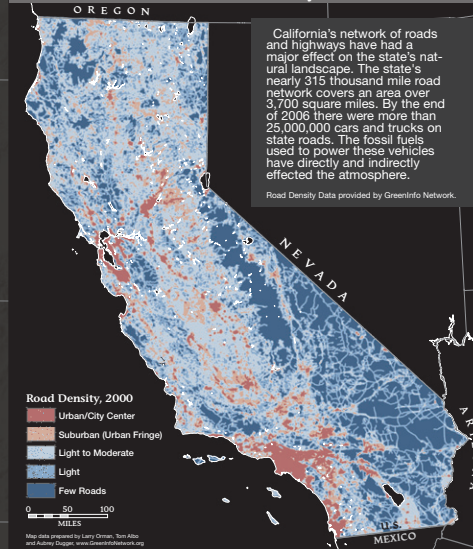 OREGON
California's network of roads
and highways have had a
major effect on the state's nat-
ural landscape. The state's
nearly 315 thousand mile road
network covers an area over
3,700 square miles. By the end
of 2006 there were more than
25,000,000 cars and trucks on
state roads. The fossil fuels
used to power these vehicles
have directly and indirectly
effected the atmosphere.
Road Density Data provided by GreenInfo Network.
NEVADA
Road Density, 2000
Urban/City Center
Suburban (Urban Fringe)
Light to Moderate
Light
Few Roads
0 50 100
MILES
Map data prepared by Larry Orman, Tom Albo
and Aubrey Dugger, www.GreenInfoNetwork.org
U.S.
MEXICO